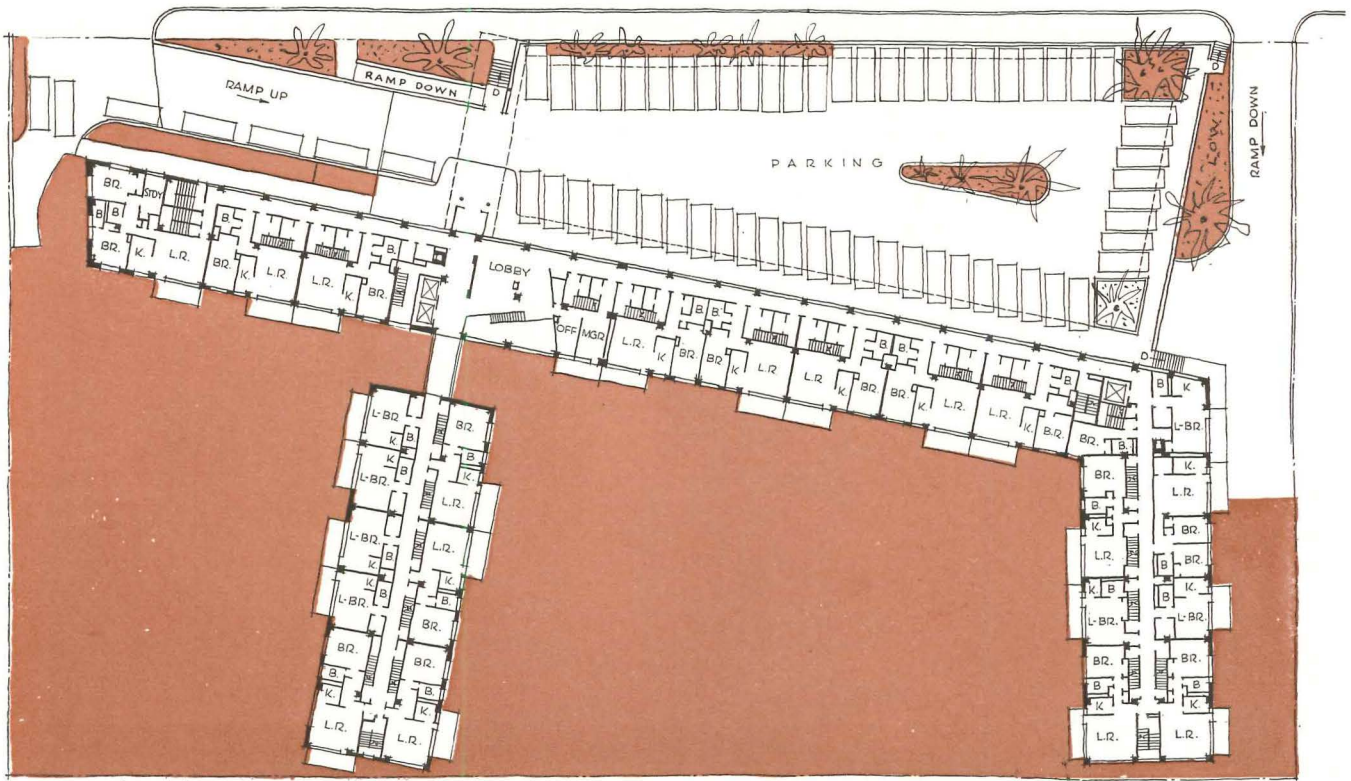 RAMP DOWN
RAMP UP
D
D
LOW
RAMP DOWN
PARKING
BR.
STDY
B
B
BR.
K.
L.R.
B.
BR.
K.
L.R.
L.R.
K.
B.
BR.
LOBBY
OFF
MGR
L.R.
K.
B.
BR.
B.
BR.
K
L.R
L.R
K.
B.
BR.
B.
BR.
K.
L.R.
L.R.
K.
B.
B.R.
D.
BR.
B.
B
K
L-BR.
L-BR.
K.
B.
BR.
B
K.
L-BR.
K.
B.
L.R.
L-BR.
K.
B
L.R.
K.
K.
L-BR.
B
B.
BR.
BR.
B.
K.
L.R.
BR.
B.
K.
L.R.
BR.
B.
K.
L.R.
K.
L.R.
BR.
BR.
B
K.
B.
L-BR.
K.
B
L-BR.
BR.
B
K.
L.R.
BR.
B
K.
L.R.